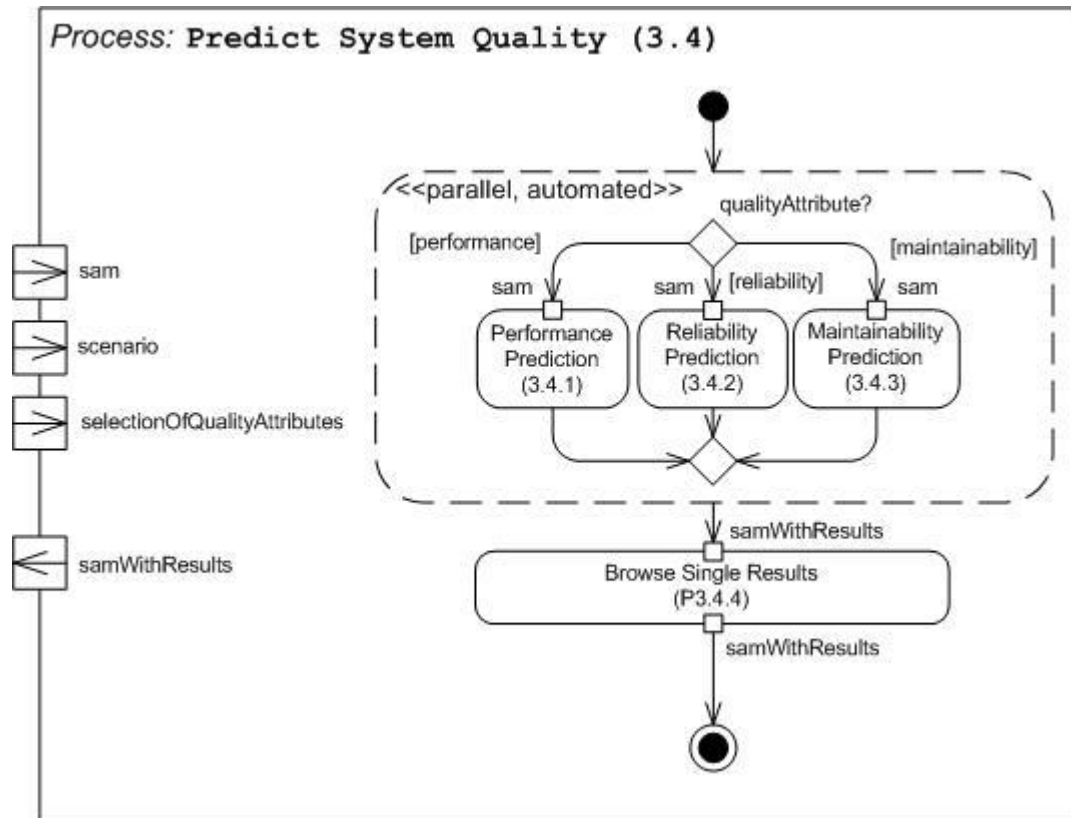 Process: Predict System Quality (3.4)
<<parallel, automated>>
qualityAttribute?
[performance]
[maintainability]
sam
sam
[reliability]
sam
Performance
Prediction
(3.4.1)
Reliability
Prediction
(3.4.2)
Maintainability
Prediction
(3.4.3)
sam
scenario
selectionOfQualityAttributes
samWithResults
samWithResults
Browse Single Results
(P3.4.4)
samWithResults